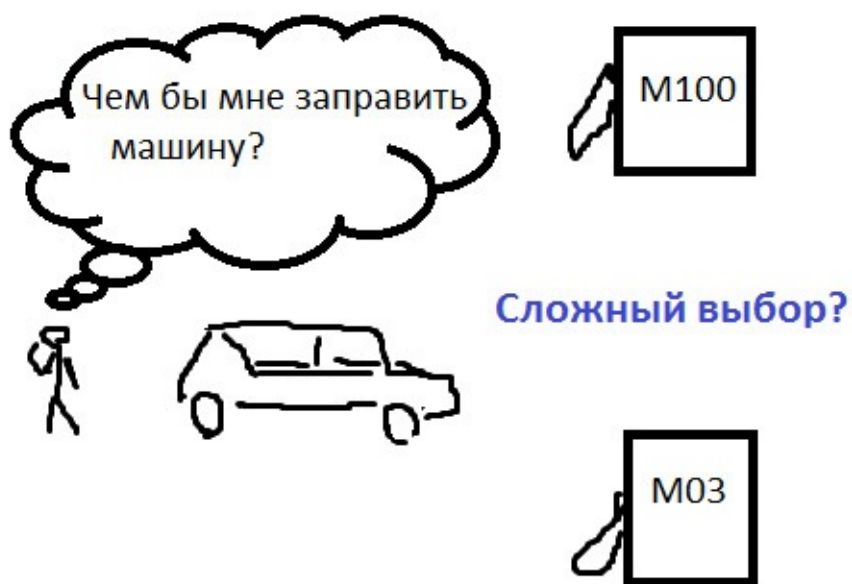 Чем бы мне заправить
машину?
М100
Сложный выбор?
М03